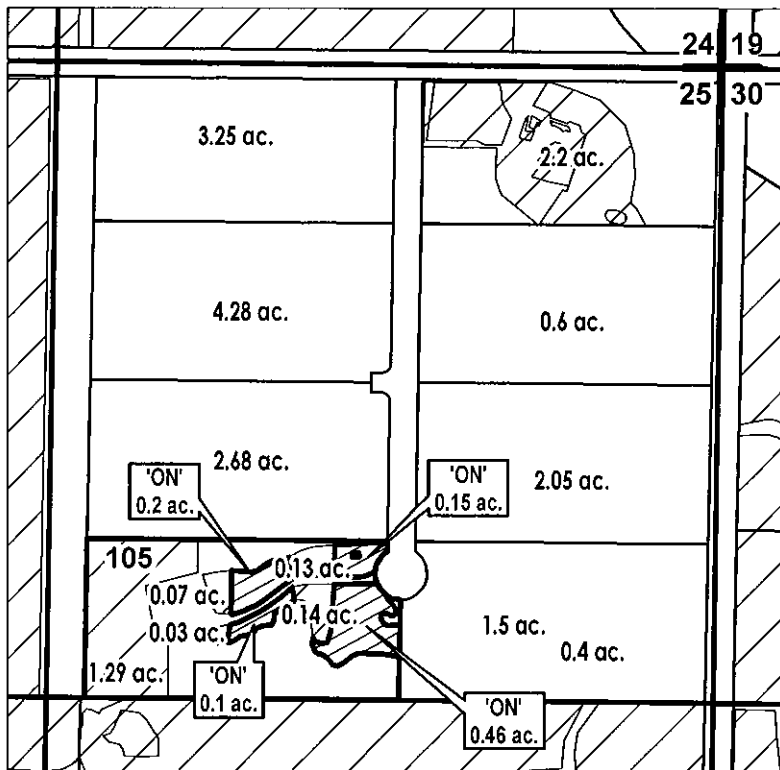 24 19
25 30
3.25 ac.
2.2 ac.
4.28 ac.
0.6 ac.
2.68 ac.
2.05 ac.
'ON'
0.2 ac.
'ON'
0.15 ac.
105
0.13 ac.
0.07 ac.
0.14 ac.
0.03 ac.
1.5 ac.
0.4 ac.
1.29 ac.
'ON'
0.1 ac.
'ON'
0.46 ac.